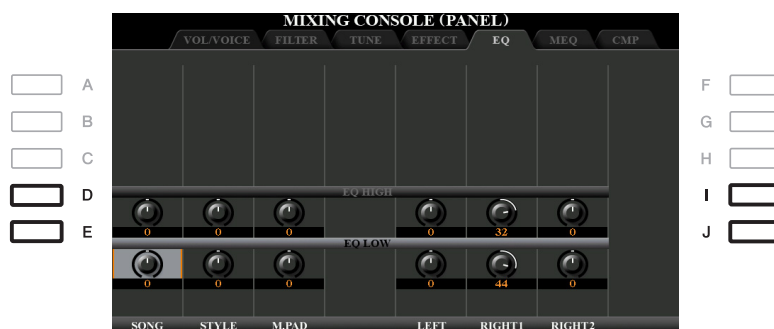 MIXING CONSOLE (PANEL)
VOL/VOICE FILTER TUNE EFFECT EQ MEQ CMP
A F
B G
C H
D I
EQ HIGH
0 0 0 0 32 0
E J
EQ LOW
0 0 0 0 44 0
SONG STYLE M.PAD LEFT RIGHT1 RIGHT2